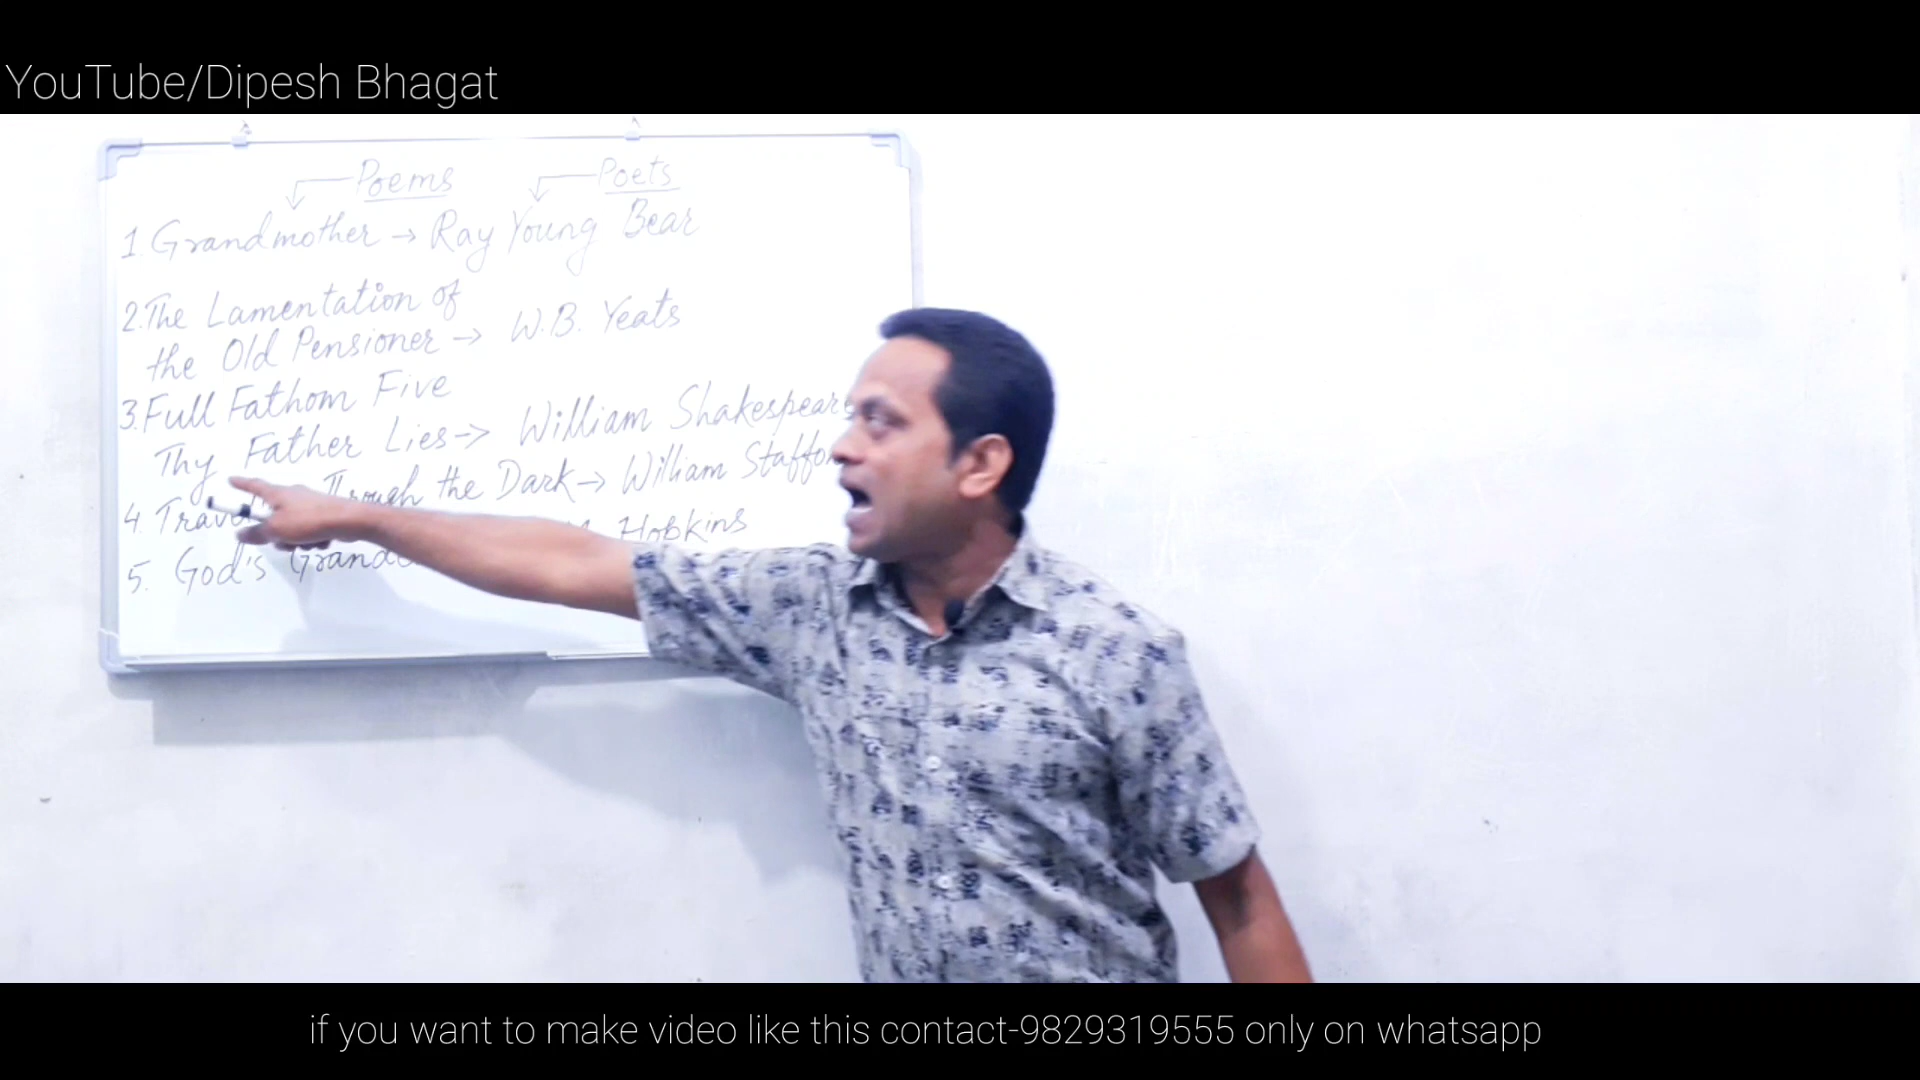 YouTube/Dipesh Bhagat
Poems Poets
1. Grandmother → Ray Young Bear
2. The Lamentation of
the Old Pensioner → W.B. Yeats
3. Full Fathom Five
Thy Father Lies → William Shakespeare
4. Through the Dark → William
5. God's Hopkins
if you want to make video like this contact-9829319555 only on whatsapp